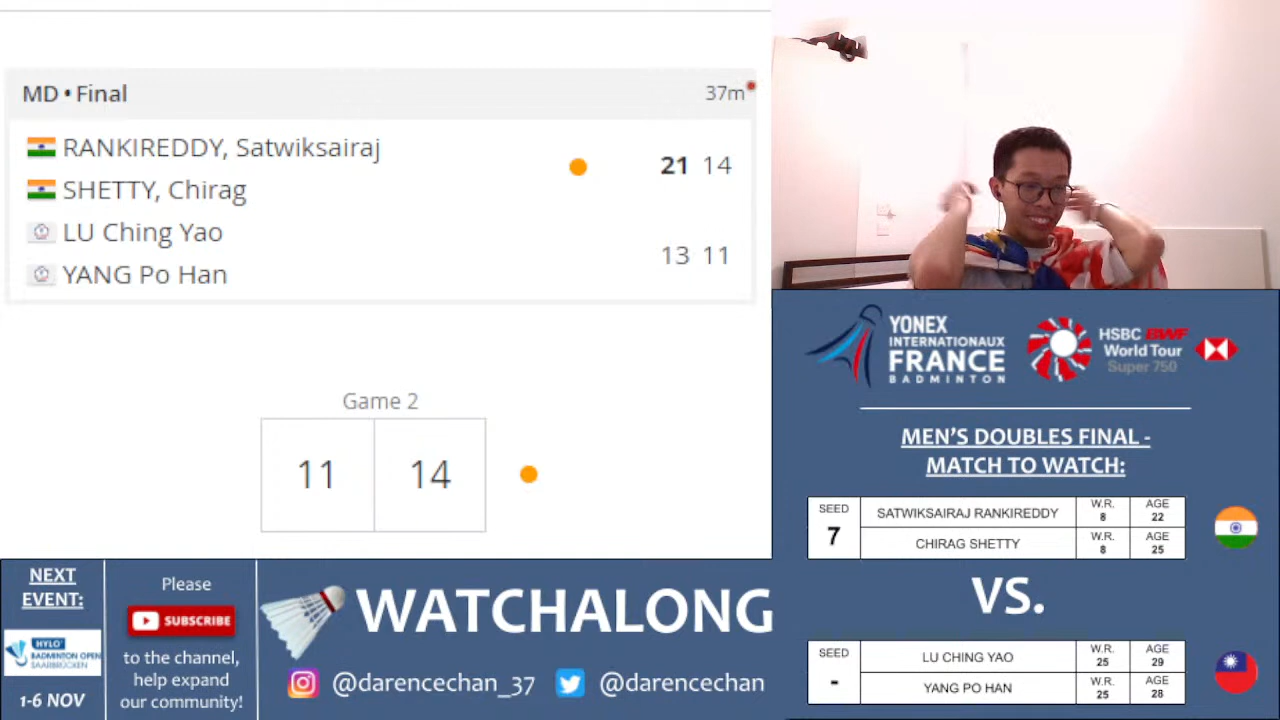 MD • Final
37m
RANKIREDDY, Satwiksairaj
SHETTY, Chirag
21 14
LU Ching Yao
YANG Po Han
13 11
Game 2
11 14
YONEX
INTERNATIONAUX
FRANCE
BADMINTON
HSBC BWF
World Tour
Super 750
MEN'S DOUBLES FINAL -
MATCH TO WATCH:
SEED
7
SATWIKSAIRAJ RANKIREDDY
W.R.
8
AGE
22
CHIRAG SHETTY
W.R.
8
AGE
25
VS.
SEED
-
LU CHING YAO
W.R.
25
AGE
29
YANG PO HAN
W.R.
25
AGE
28
NEXT
EVENT:
HYLO
BADMINTON OPEN
SAARBRÜCKEN
1-6 NOV
Please
SUBSCRIBE
to the channel,
help expand
our community!
WATCHALONG
@darencechan_37
@darencechan